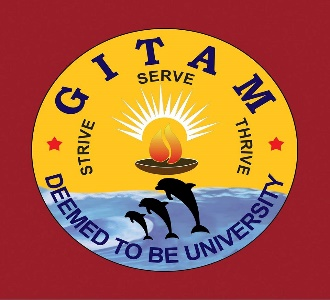 GITAM
STRIVE
SERVE
THRIVE
DEEMED TO BE UNIVERSITY